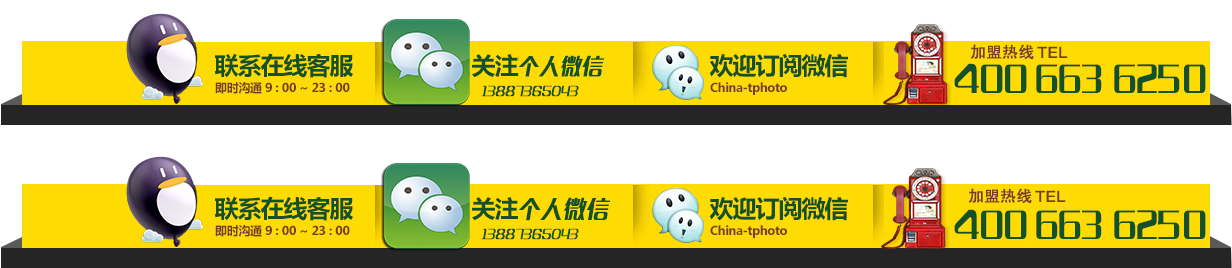 联系在线客服
即时沟通 9 : 00 ~ 23 : 00
关注个人微信
13887365043
欢迎订阅微信
China-tphoto
加盟热线 TEL
400 663 6250
联系在线客服
即时沟通 9 : 00 ~ 23 : 00
关注个人微信
13887365043
欢迎订阅微信
China-tphoto
加盟热线 TEL
400 663 6250